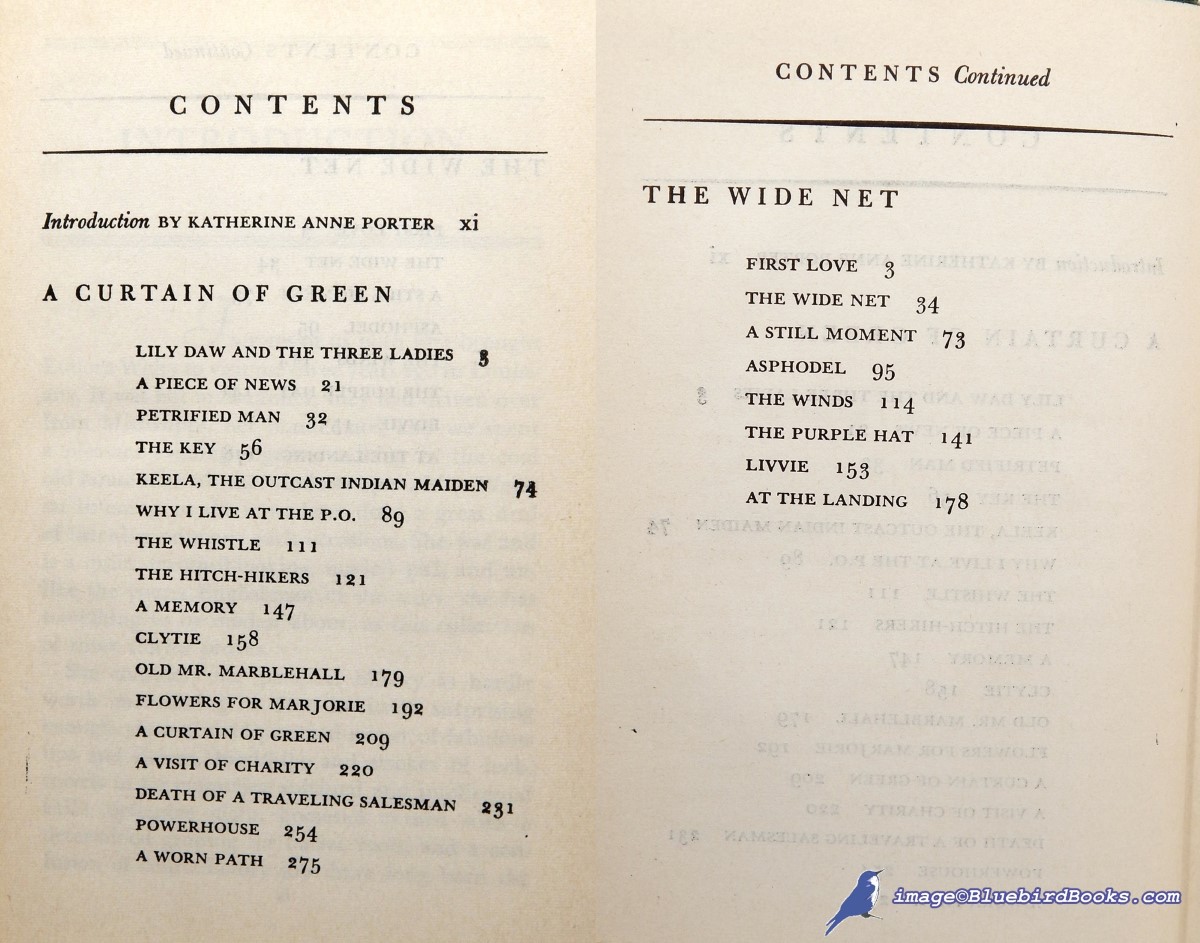 CONTENTS
Introduction BY KATHERINE ANNE PORTER xi
A CURTAIN OF GREEN
LILY DAW AND THE THREE LADIES 3
A PIECE OF NEWS 21
PETRIFIED MAN 32
THE KEY 56
KEELA, THE OUTCAST INDIAN MAIDEN 74
WHY I LIVE AT THE P.O. 89
THE WHISTLE 111
THE HITCH-HIKERS 121
A MEMORY 147
CLYTIE 158
OLD MR. MARBLEHALL 179
FLOWERS FOR MARJORIE 192
A CURTAIN OF GREEN 209
A VISIT OF CHARITY 220
DEATH OF A TRAVELING SALESMAN 231
POWERHOUSE 254
A WORN PATH 275
CONTENTS Continued
THE WIDE NET
FIRST LOVE 3
THE WIDE NET 34
A STILL MOMENT 73
ASPHODEL 95
THE WINDS 114
THE PURPLE HAT 141
LIVVIE 153
AT THE LANDING 178
image©BluebirdBooks.com